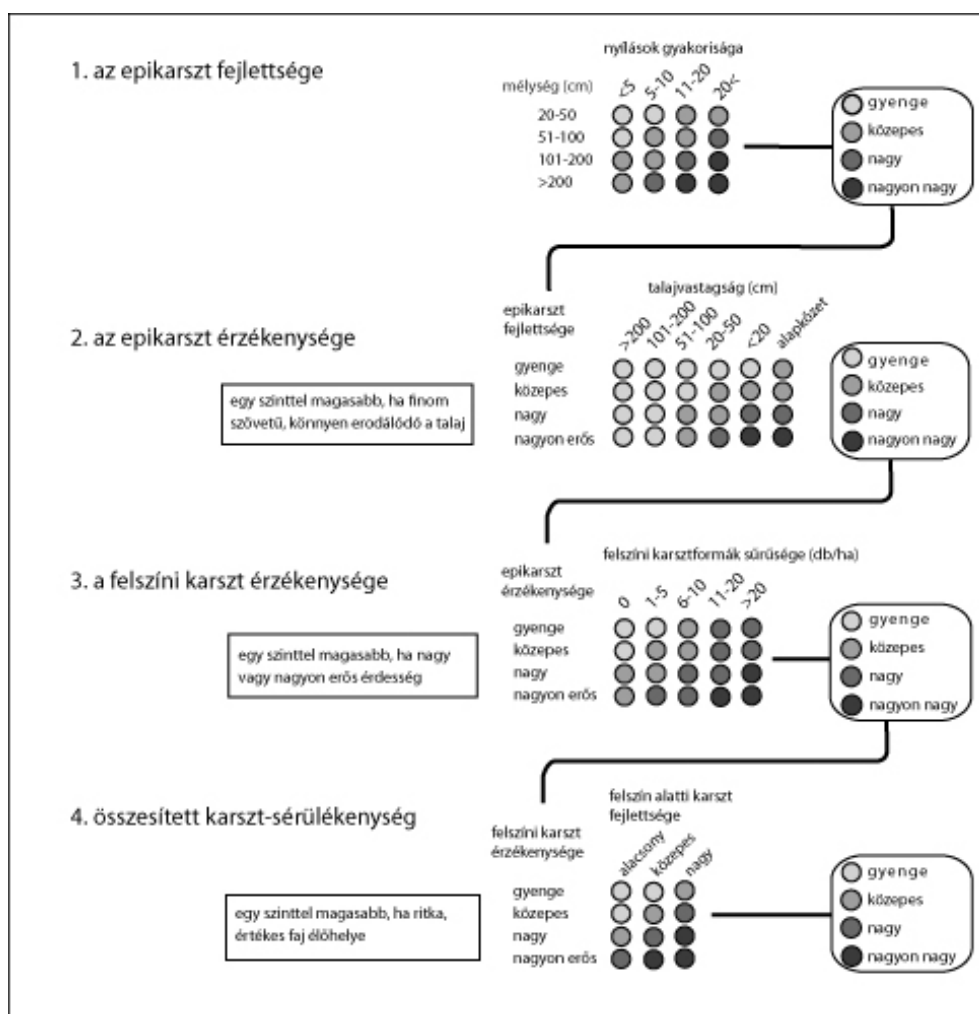 1. az epikarszt fejlettsége
nyílások gyakorisága
mélység (cm)
<5
5-10
11-20
20<
20-50
51-100
101-200
>200
gyenge
közepes
nagy
nagyon nagy
2. az epikarszt érzékenysége
egy szinttel magasabb, ha finom
szövetű, könnyen erodálódó a talaj
epikarszt
fejlettsége
talajvastagság (cm)
>200
101-200
51-100
20-50
<20
alapkőzet
gyenge
közepes
nagy
nagyon erős
gyenge
közepes
nagy
nagyon nagy
3. a felszíni karszt érzékenysége
egy szinttel magasabb, ha nagy
vagy nagyon erős érdesség
epikarszt
érzékenysége
felszíni karsztformák sűrűsége (db/ha)
0
1-5
6-10
11-20
>20
gyenge
közepes
nagy
nagyon erős
gyenge
közepes
nagy
nagyon nagy
4. összesített karszt-sérülékenység
egy szinttel magasabb, ha ritka,
értékes faj élőhelye
felszíni karszt
érzékenysége
felszín alatti karszt
fejlettsége
alacsony
közepes
nagy
gyenge
közepes
nagy
nagyon erős
gyenge
közepes
nagy
nagyon nagy